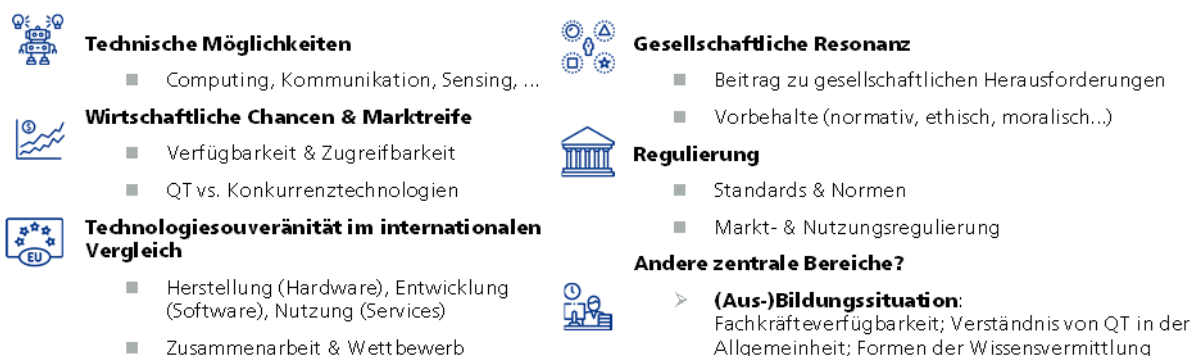 Technische Möglichkeiten
Computing, Kommunikation, Sensing, ...
Wirtschaftliche Chancen & Marktreife
Verfügbarkeit & Zugreifbarkeit
QT vs. Konkurrenztechnologien
Technologiesouveränität im internationalen
Vergleich
EU
Herstellung (Hardware), Entwicklung
(Software), Nutzung (Services)
Zusammenarbeit & Wettbewerb
Gesellschaftliche Resonanz
Beitrag zu gesellschaftlichen Herausforderungen
Vorbehalte (normativ, ethisch, moralisch...)
Regulierung
Standards & Normen
Markt- & Nutzungsregulierung
Andere zentrale Bereiche?
(Aus-)Bildungssituation:
Fachkräfteverfügbarkeit; Verständnis von QT in der
Allgemeinheit; Formen der Wissensvermittlung